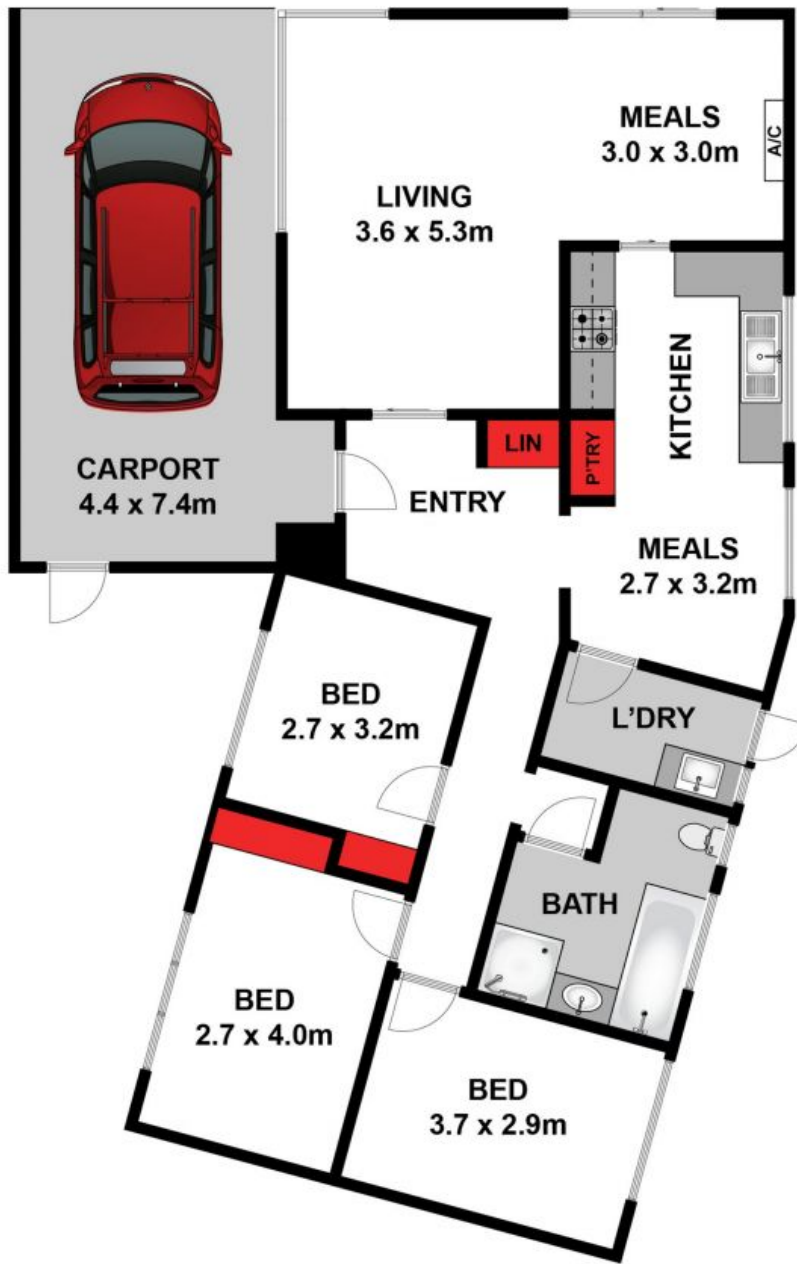 MEALS
3.0 x 3.0m
A/C
LIVING
3.6 x 5.3m
KITCHEN
LIN
P'TRY
CARPORT
4.4 x 7.4m
ENTRY
MEALS
2.7 x 3.2m
BED
2.7 x 3.2m
L'DRY
BATH
BED
2.7 x 4.0m
BED
3.7 x 2.9m